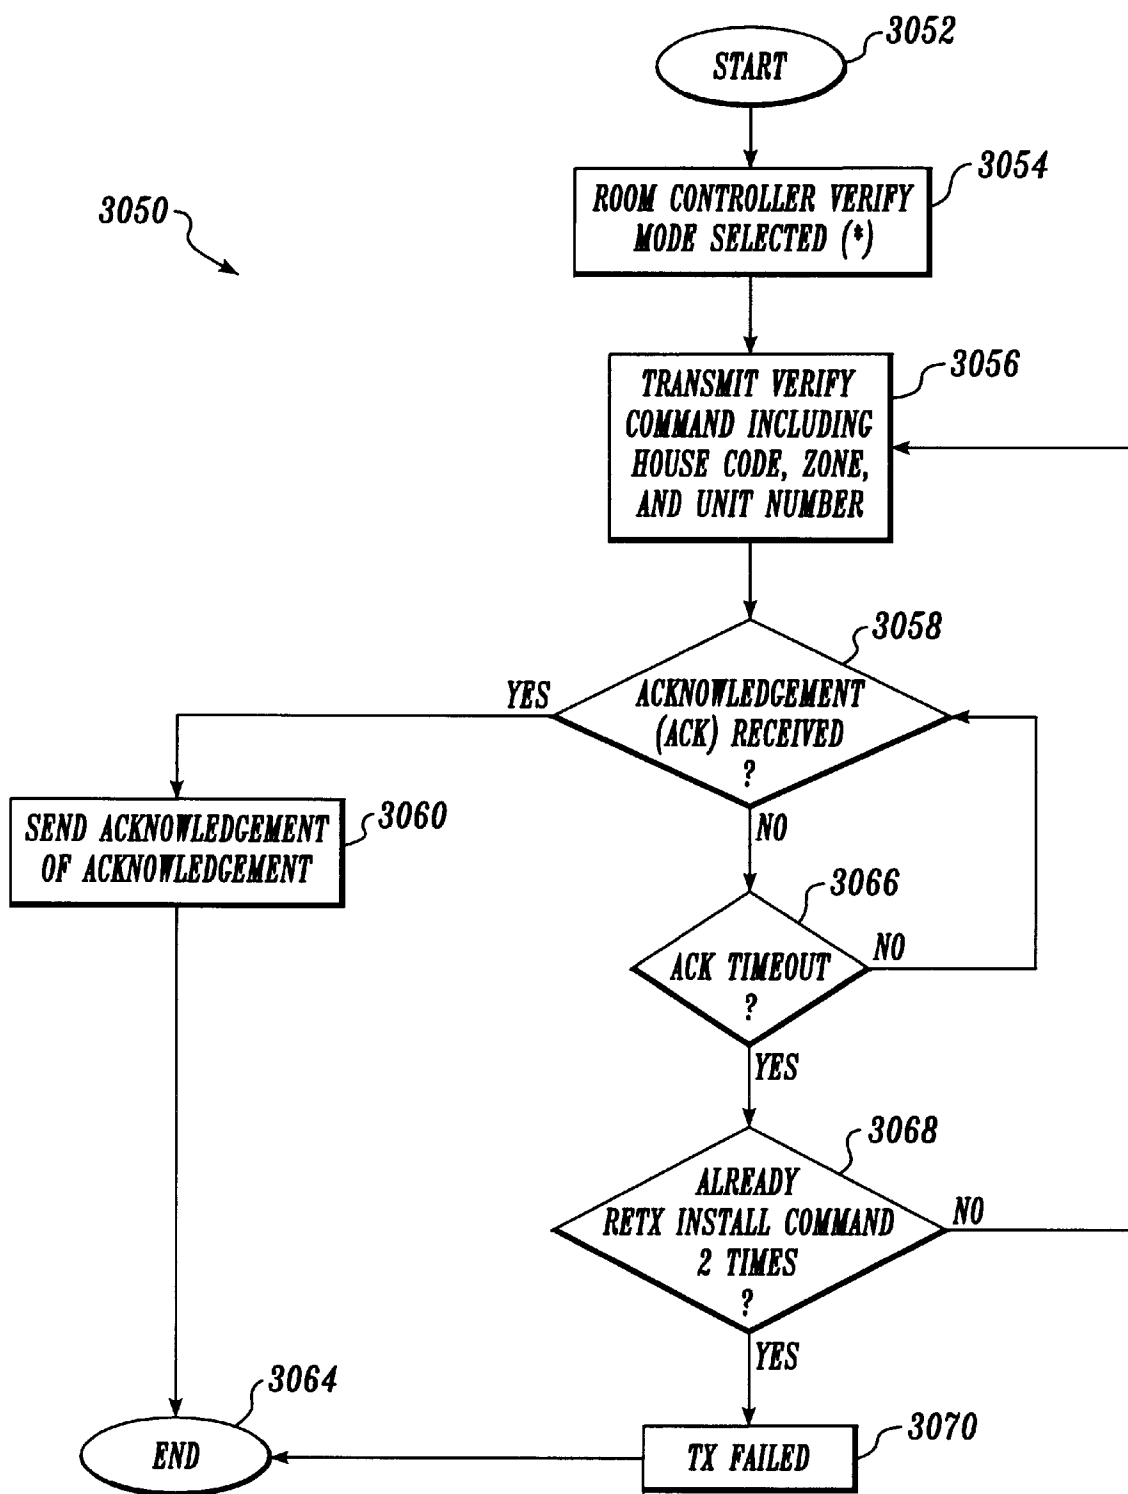 3052
START
3054
ROOM CONTROLLER VERIFY
MODE SELECTED (*)
3050
3056
TRANSMIT VERIFY
COMMAND INCLUDING
HOUSE CODE, ZONE,
AND UNIT NUMBER
3058
YES
ACKNOWLEDGEMENT
(ACK) RECEIVED
?
3060
SEND ACKNOWLEDGEMENT
OF ACKNOWLEDGEMENT
NO
3066
ACK TIMEOUT
?
NO
YES
3068
ALREADY
RETX INSTALL COMMAND
2 TIMES
?
NO
YES
3064
END
3070
TX FAILED